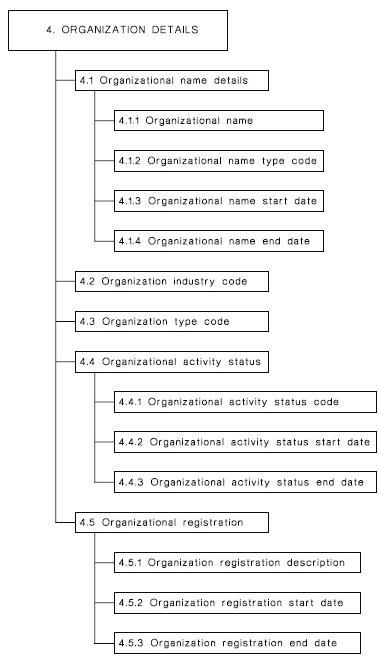 4. ORGANIZATION DETAILS
4.1 Organizational name details
4.1.1 Organizational name
4.1.2 Organizational name type code
4.1.3 Organizational name start date
4.1.4 Organizational name end date
4.2 Organization industry code
4.3 Organization type code
4.4 Organizational activity status
4.4.1 Organizational activity status code
4.4.2 Organizational activity status start date
4.4.3 Organizational activity status end date
4.5 Organizational registration
4.5.1 Organization registration description
4.5.2 Organization registration start date
4.5.3 Organization registration end date